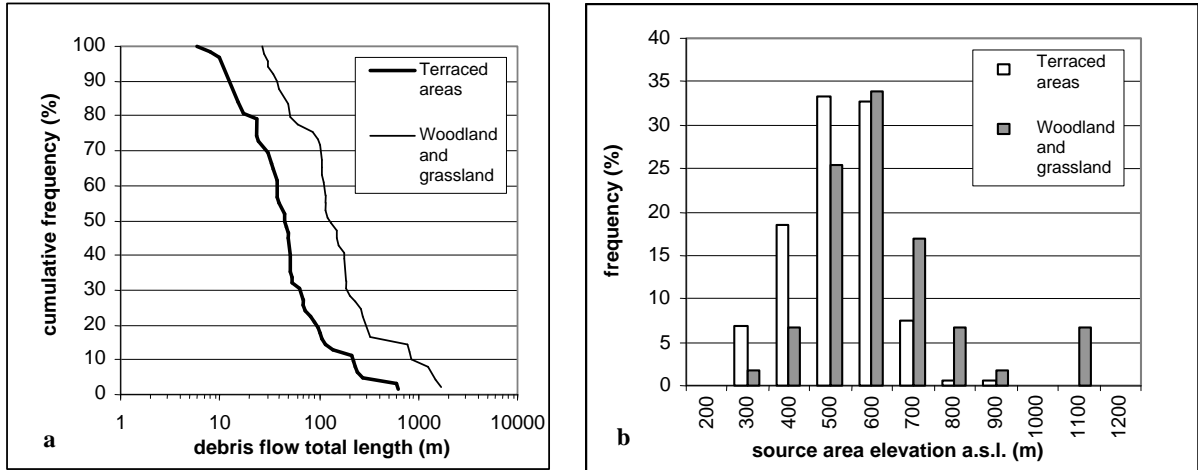 100
90
80
70
60
50
40
30
20
10
0
cumulative frequency (%)
1
10
100
1000
10000
debris flow total length (m)
Terraced
areas
Woodland
and
grassland
a
40
35
30
25
20
15
10
5
0
frequency (%)
200
300
400
500
600
700
800
900
1000
1100
1200
source area elevation a.s.l. (m)
Terraced
areas
Woodland
and
grassland
b